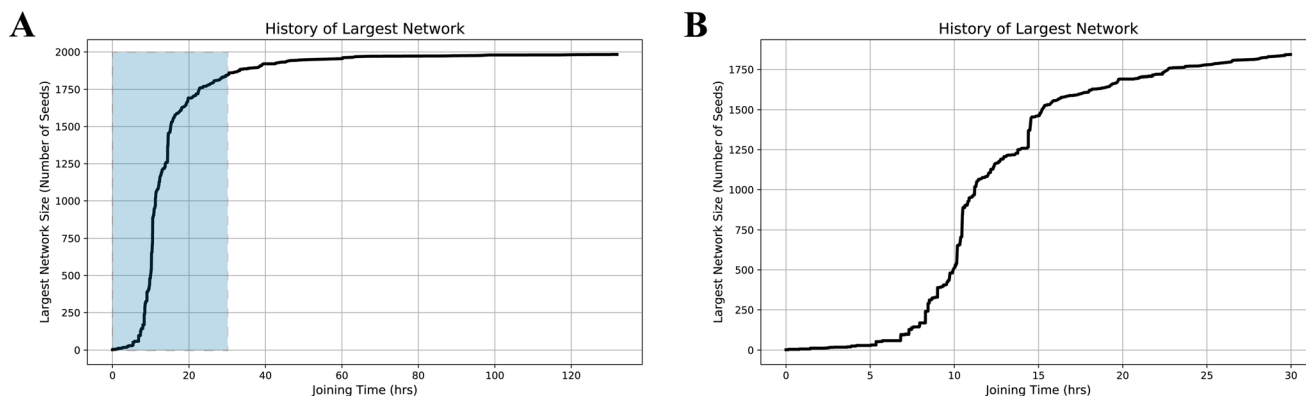 A
History of Largest Network
Largest Network Size (Number of Seeds)
2000
1750
1500
1250
1000
750
500
250
0
0 20 40 60 80 100 120
Joining Time (hrs)
B
History of Largest Network
Largest Network Size (Number of Seeds)
1750
1500
1250
1000
750
500
250
0
0 5 10 15 20 25 30
Joining Time (hrs)